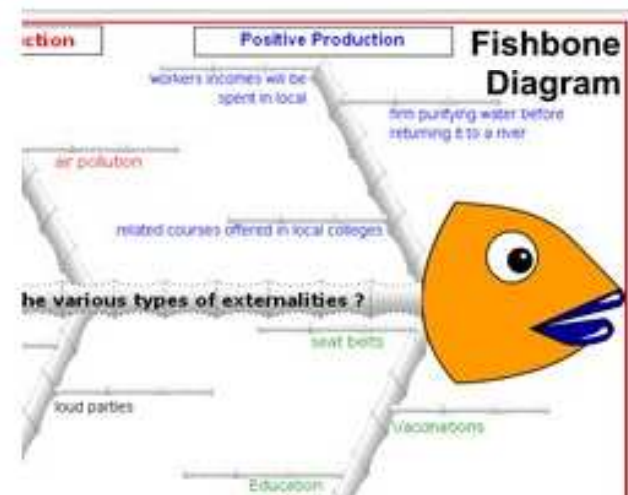 ction
Positive Production
Fishbone
Diagram
workers incomes will be
spent in local
firm purifying water before
returning it to a river
air pollution
related courses offered in local colleges
he various types of externalities ?
seat belts
loud parties
Vaccinations
Education